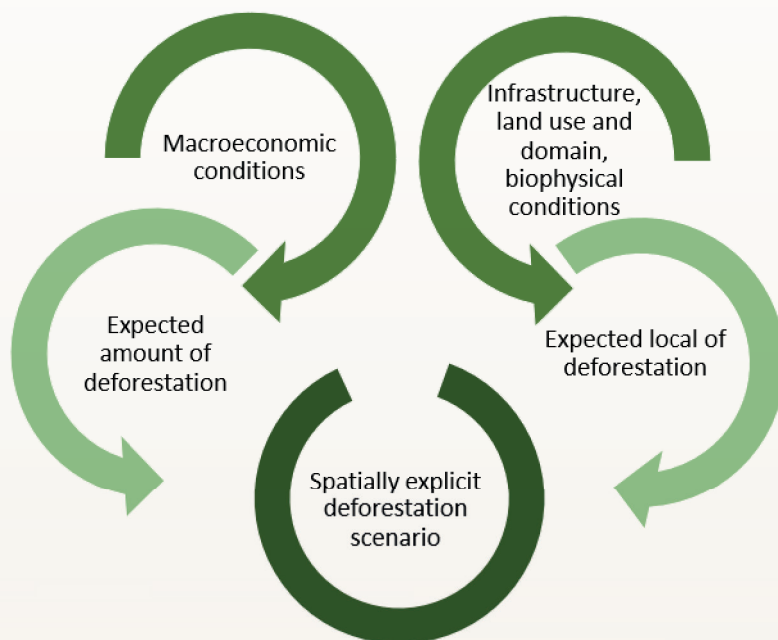 Macroeconomic
conditions
Infrastructure,
land use and
domain,
biophysical
conditions
Expected
amount of
deforestation
Expected local of
deforestation
Spatially explicit
deforestation
scenario